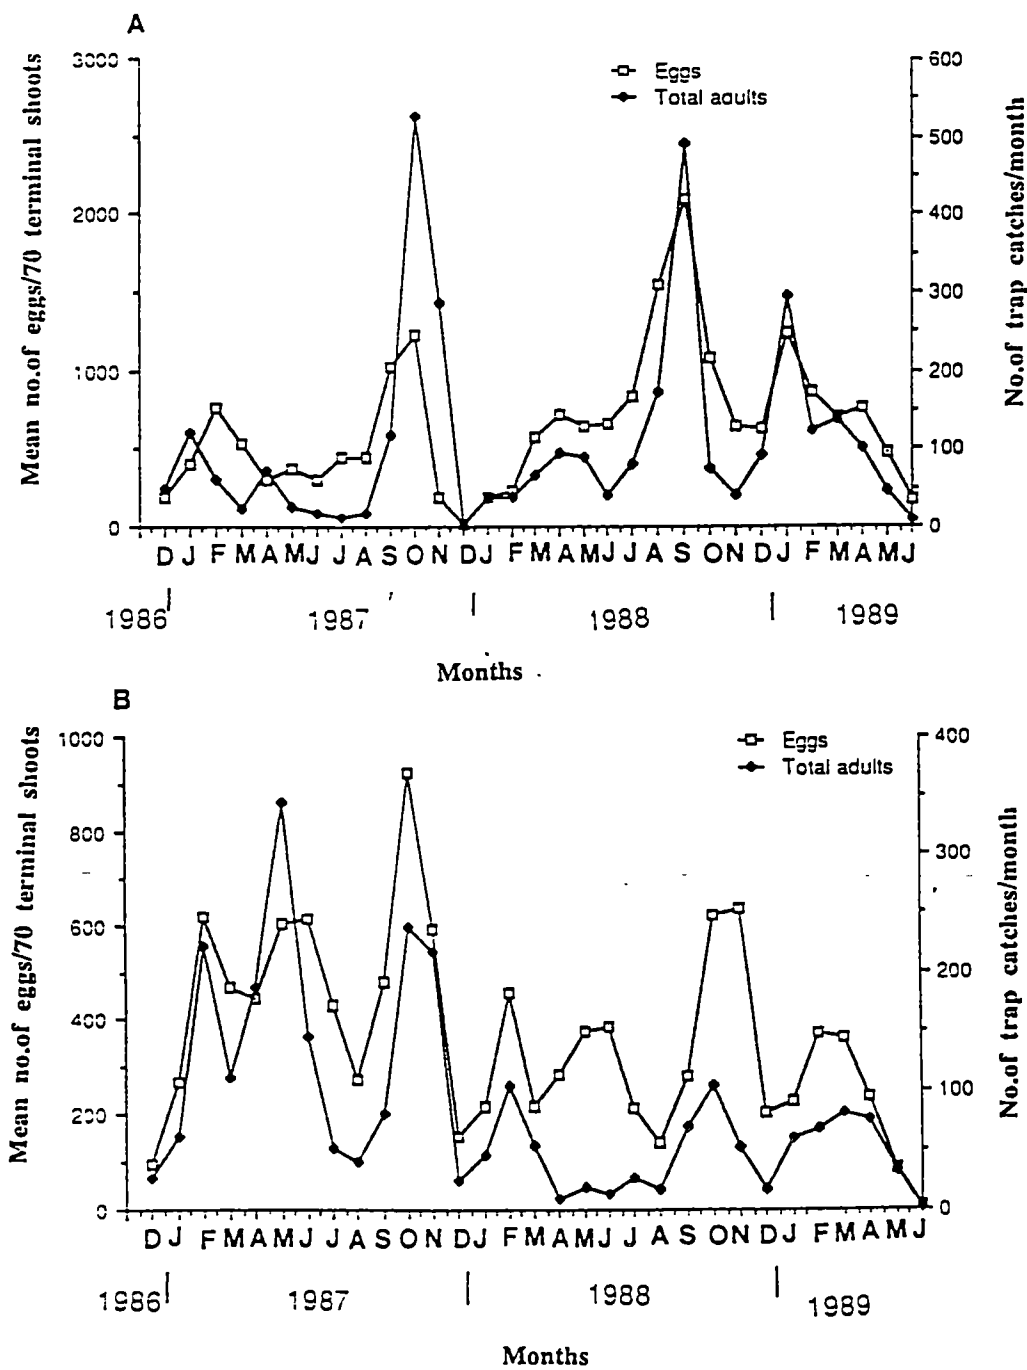 A
Mean no.of eggs/70 terminal shoots
3000
2000
1000
0
Eggs
Total adults
600
500
400
300
200
100
0
No.of trap catches/month
D J F M A M J J A S O N D J F M A M J J A S O N D J F M A M J
1986 1987 1988 1989
Months
B
Mean no.of eggs/70 terminal shoots
1000
800
600
400
200
0
Eggs
Total adults
400
300
200
100
0
No.of trap catches/month
D J F M A M J J A S O N D J F M A M J J A S O N D J F M A M J
1986 1987 1988 1989
Months